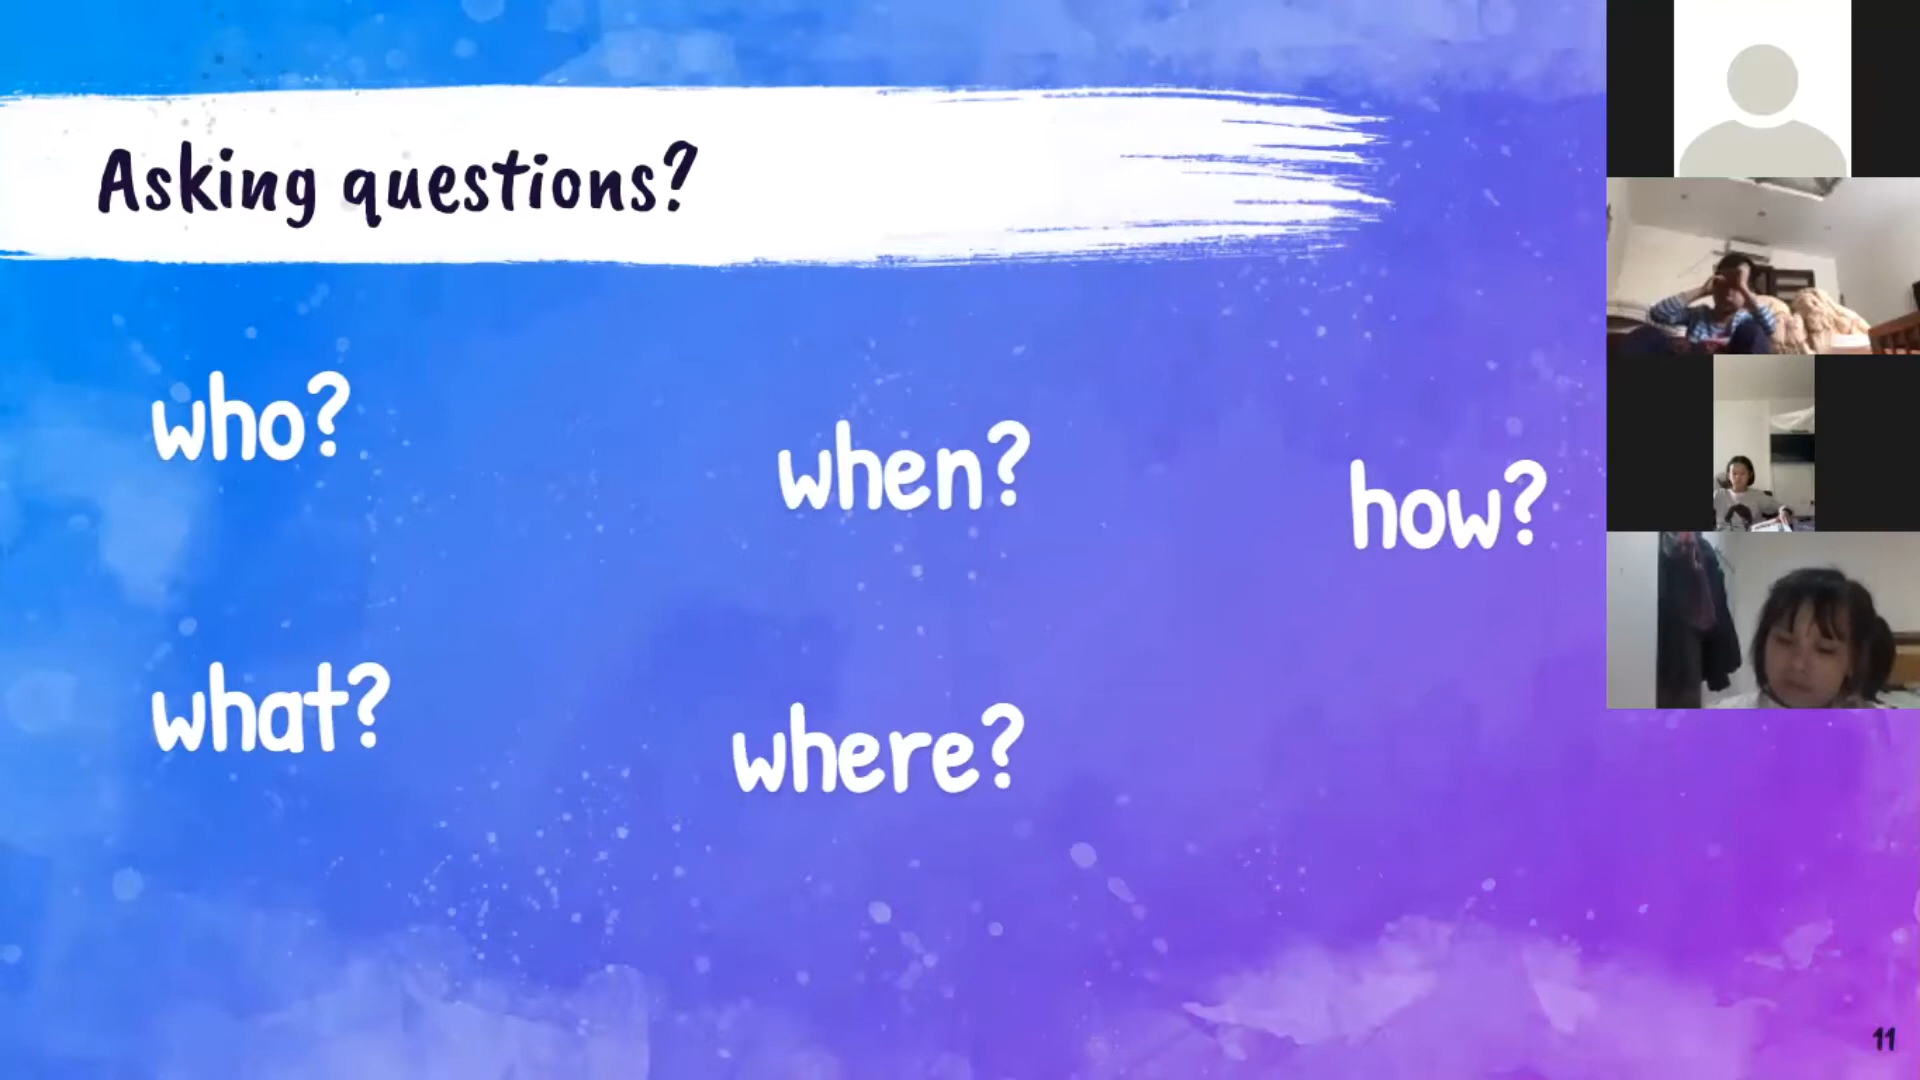 Asking questions?
who?
when?
how?
what?
where?
11